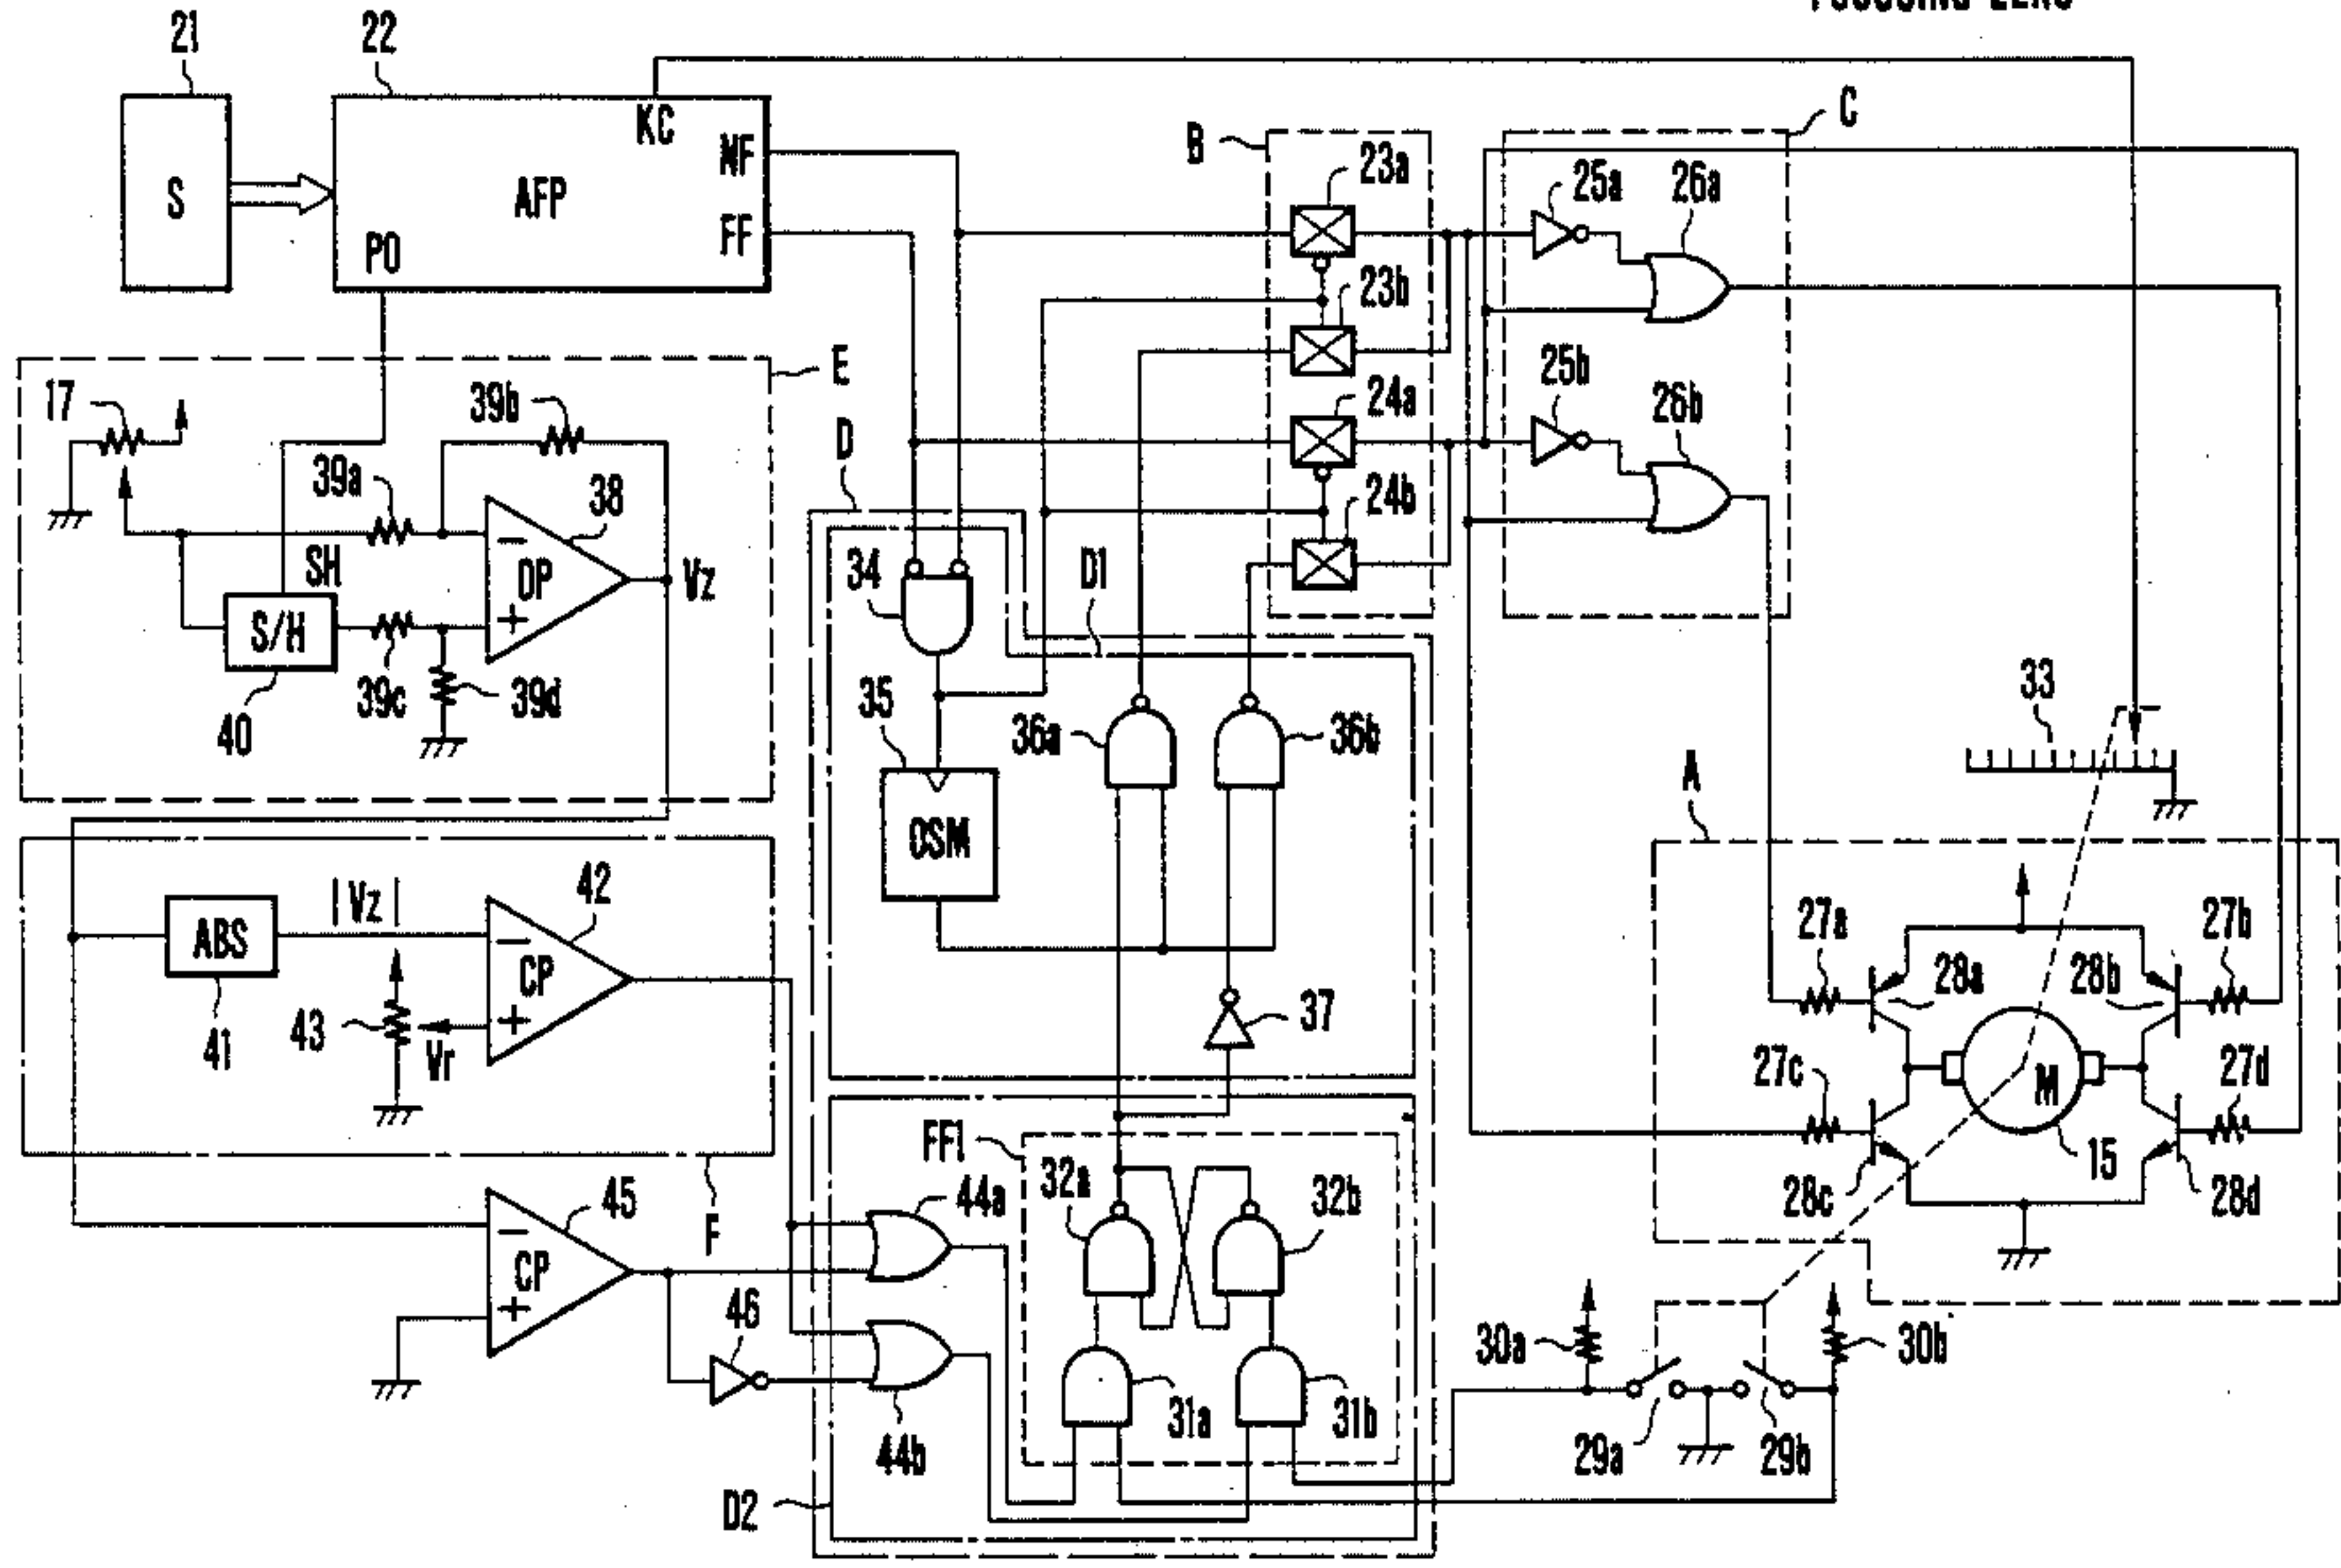 21
22
S
KC
NF
AFP
FF
PO
B
C
23a
25a
26a
23b
E
17
39b
25b
24a
26b
D
39a
38
24b
SH
OP
Vz
34
D1
S/H
33
40
39c
39d
35
36a
36b
A
OSM
42
|Vz|
27a
27b
ABS
CP
28a
28b
41
43
Vr
37
27c
M
27d
15
FF1
32a
32b
28c
28d
45
44a
F
CP
46
30a
30b
31a
31b
29a
29b
44b
D2